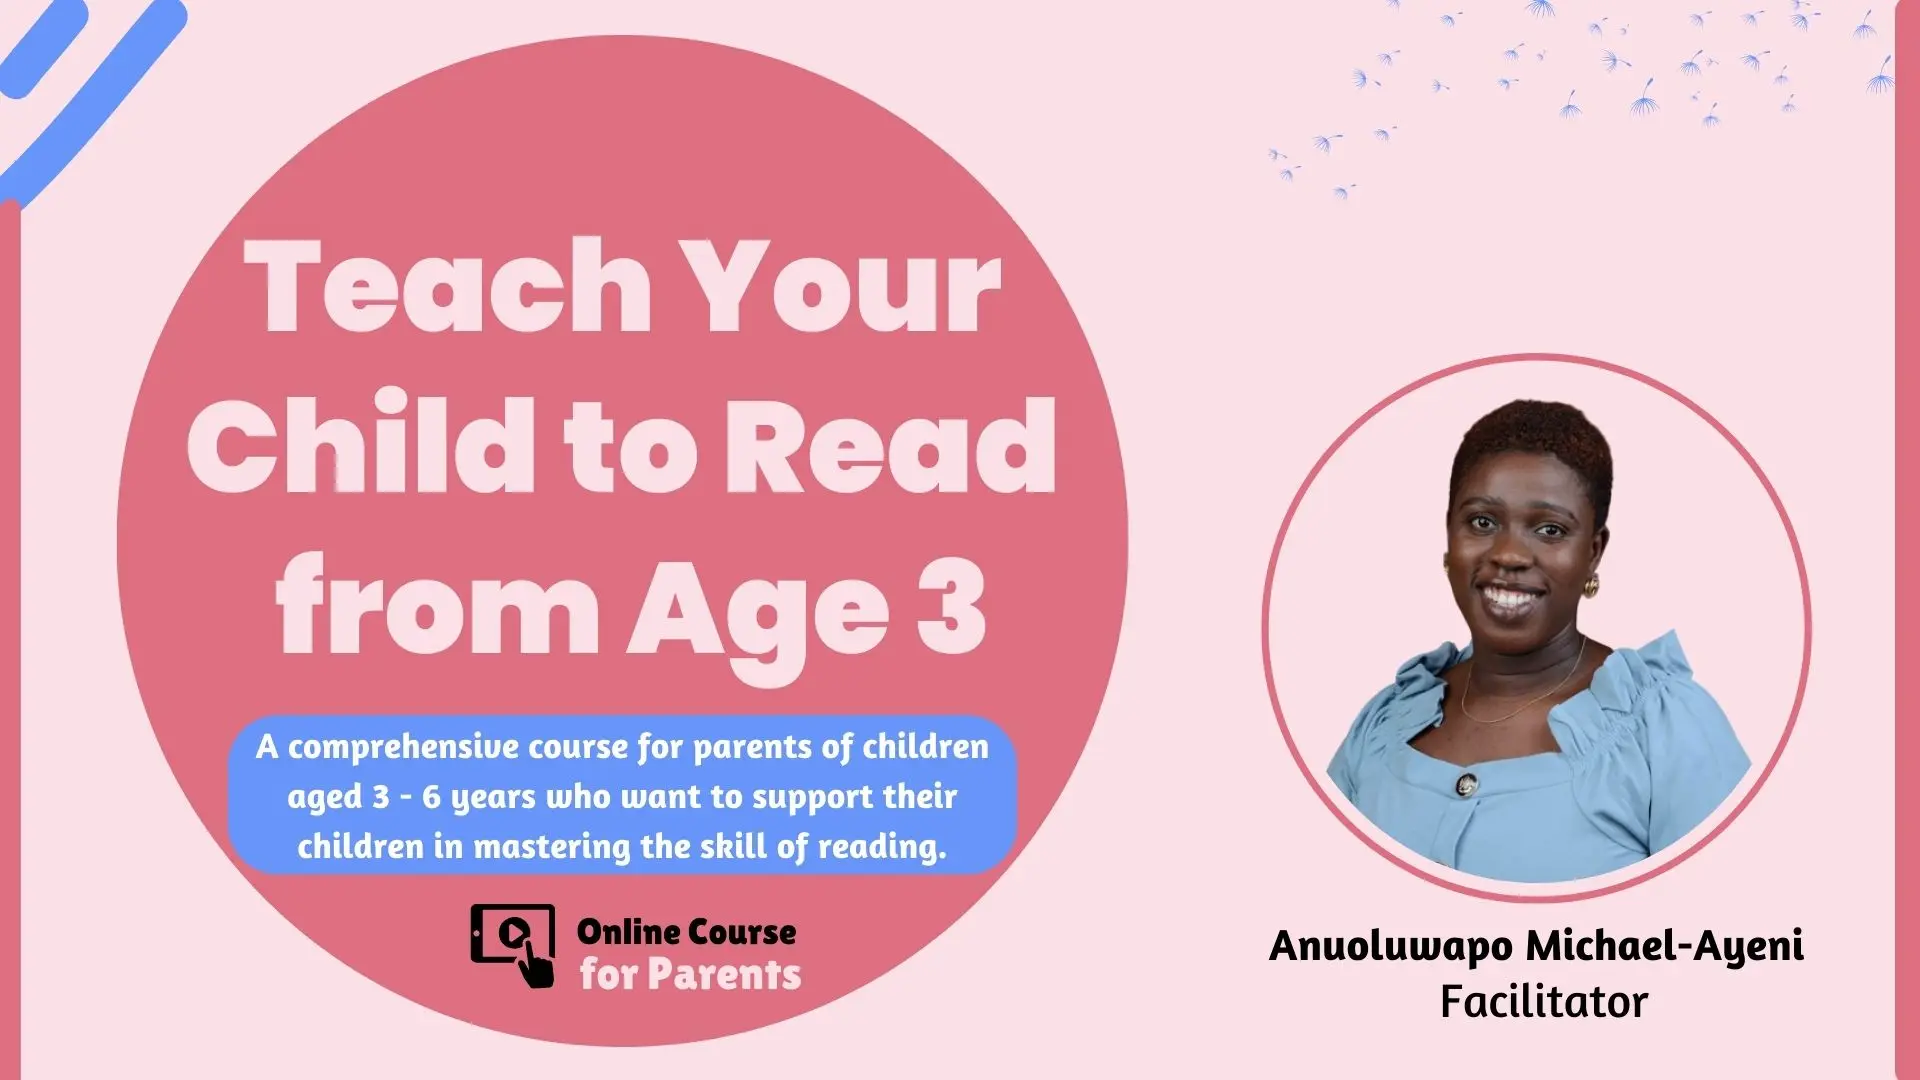 Teach Your
Child to Read
from Age 3
A comprehensive course for parents of children
aged 3 - 6 years who want to support their
children in mastering the skill of reading.
Online Course
for Parents
Anuoluwapo Michael-Ayeni
Facilitator